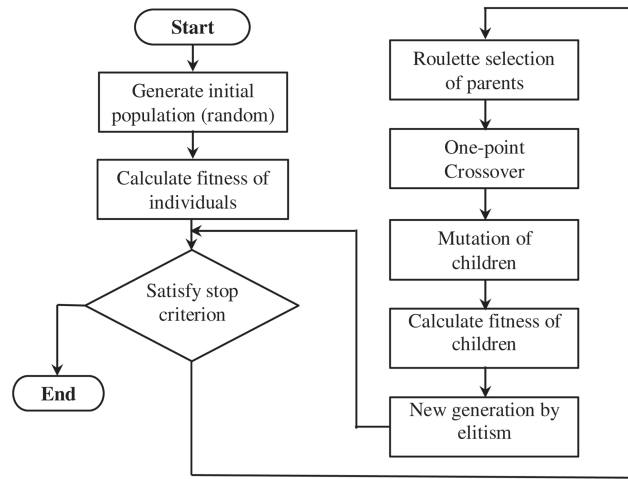 Start
Generate initial
population (random)
Calculate fitness of
individuals
Satisfy stop
criterion
End
Roulette selection
of parents
One-point
Crossover
Mutation of
children
Calculate fitness of
children
New generation by
elitism